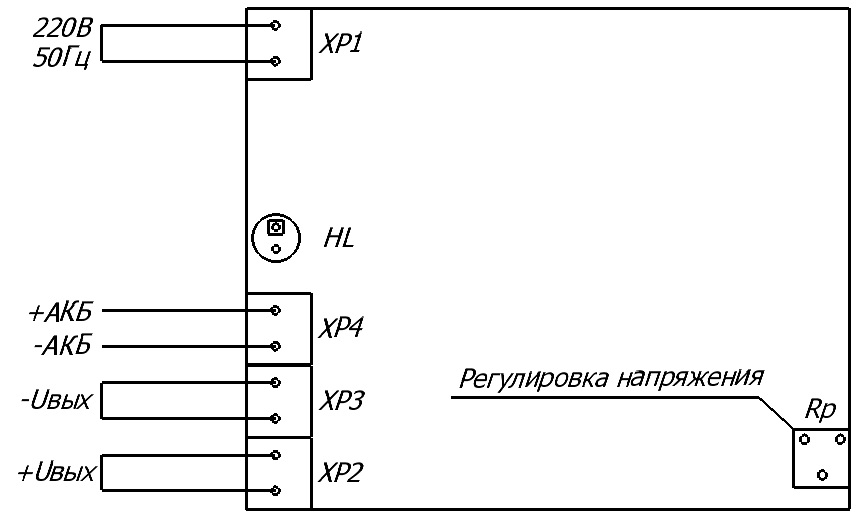 220В
50Гц
XP1
HL
+АКБ
-АКБ
XP4
-Uвых
XP3
Регулировка напряжения
Rp
+Uвых
XP2